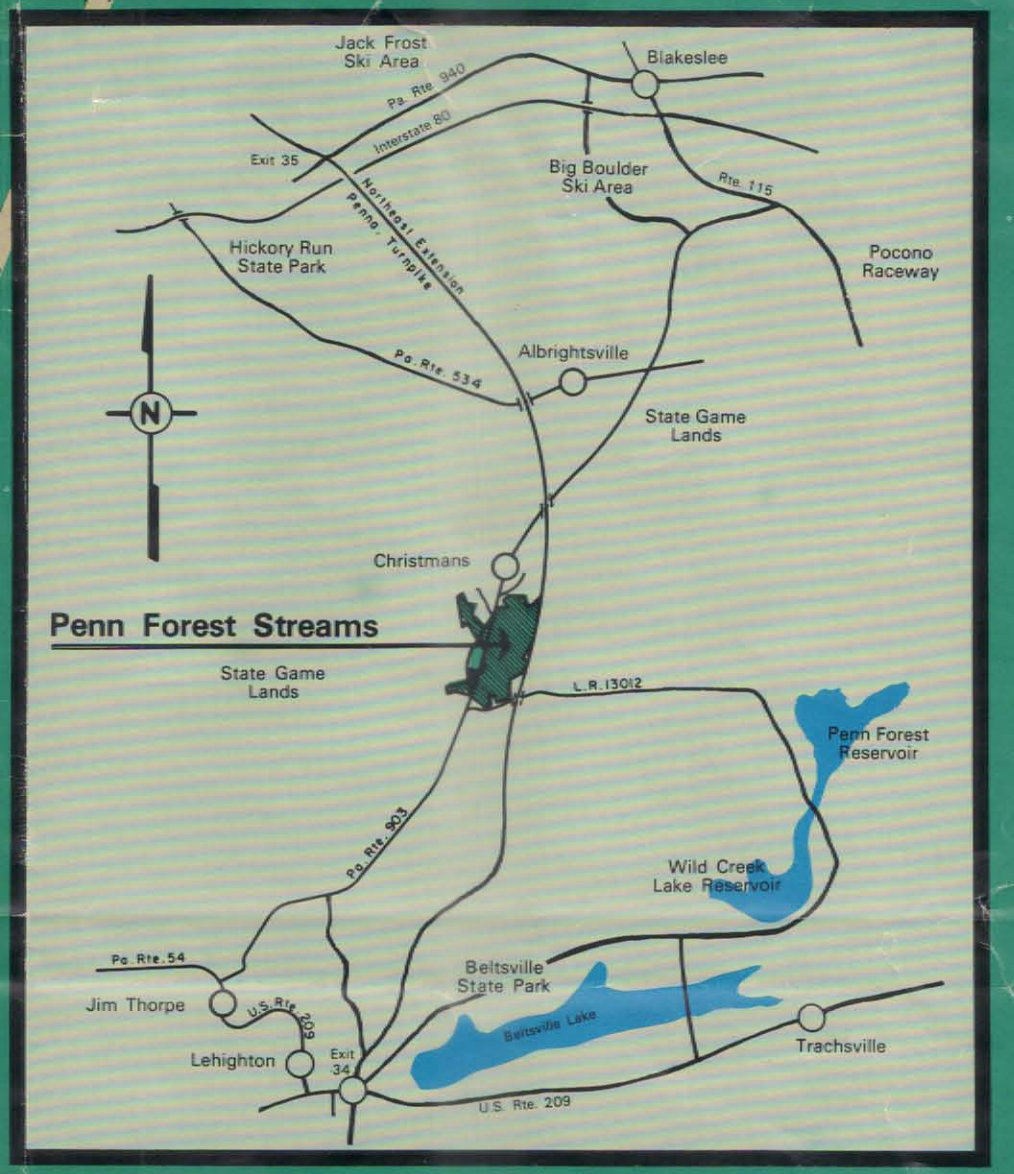 Jack Frost
Ski Area
Blakeslee
Pa. Rte. 940
Interstate 80
Exit 35
Big Boulder
Ski Area
Rte. 115
Northeast Extension
Penna. Turnpike
Hickory Run
State Park
Pocono
Raceway
Albrightsville
Pa. Rte. 534
N
State Game
Lands
Christmans
Penn Forest Streams
State Game
Lands
L.R. 13012
Penn Forest
Reservoir
Pa. Rte. 903
Wild Creek
Lake Reservoir
Pa. Rte. 54
Beltsville
State Park
Jim Thorpe
U.S. Rte. 209
Beltsville Lake
Trachsville
Lehighton
Exit
34
U.S. Rte. 209